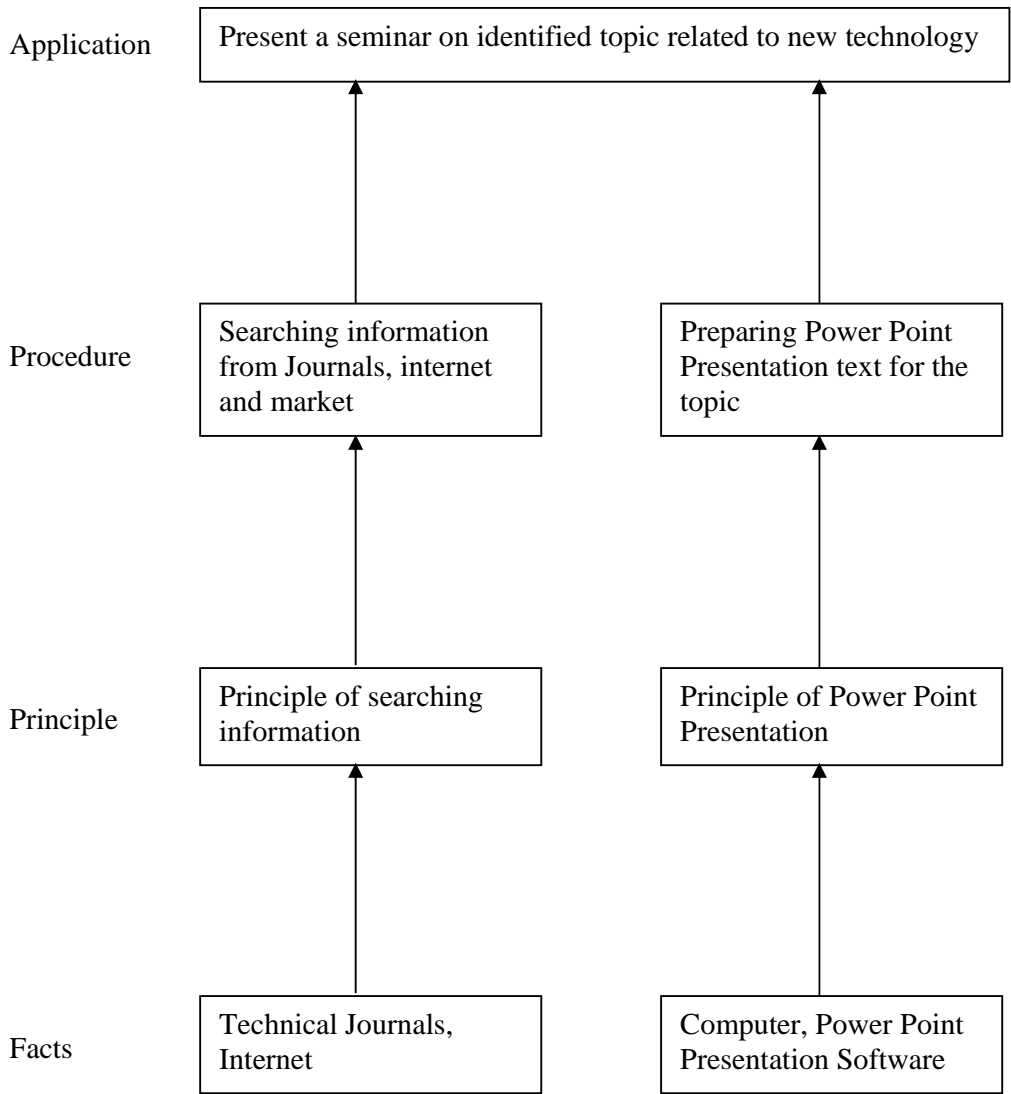 Application
Present a seminar on identified topic related to new technology
Procedure
Searching information
from Journals, internet
and market
Preparing Power Point
Presentation text for the
topic
Principle
Principle of searching
information
Principle of Power Point
Presentation
Facts
Technical Journals,
Internet
Computer, Power Point
Presentation Software